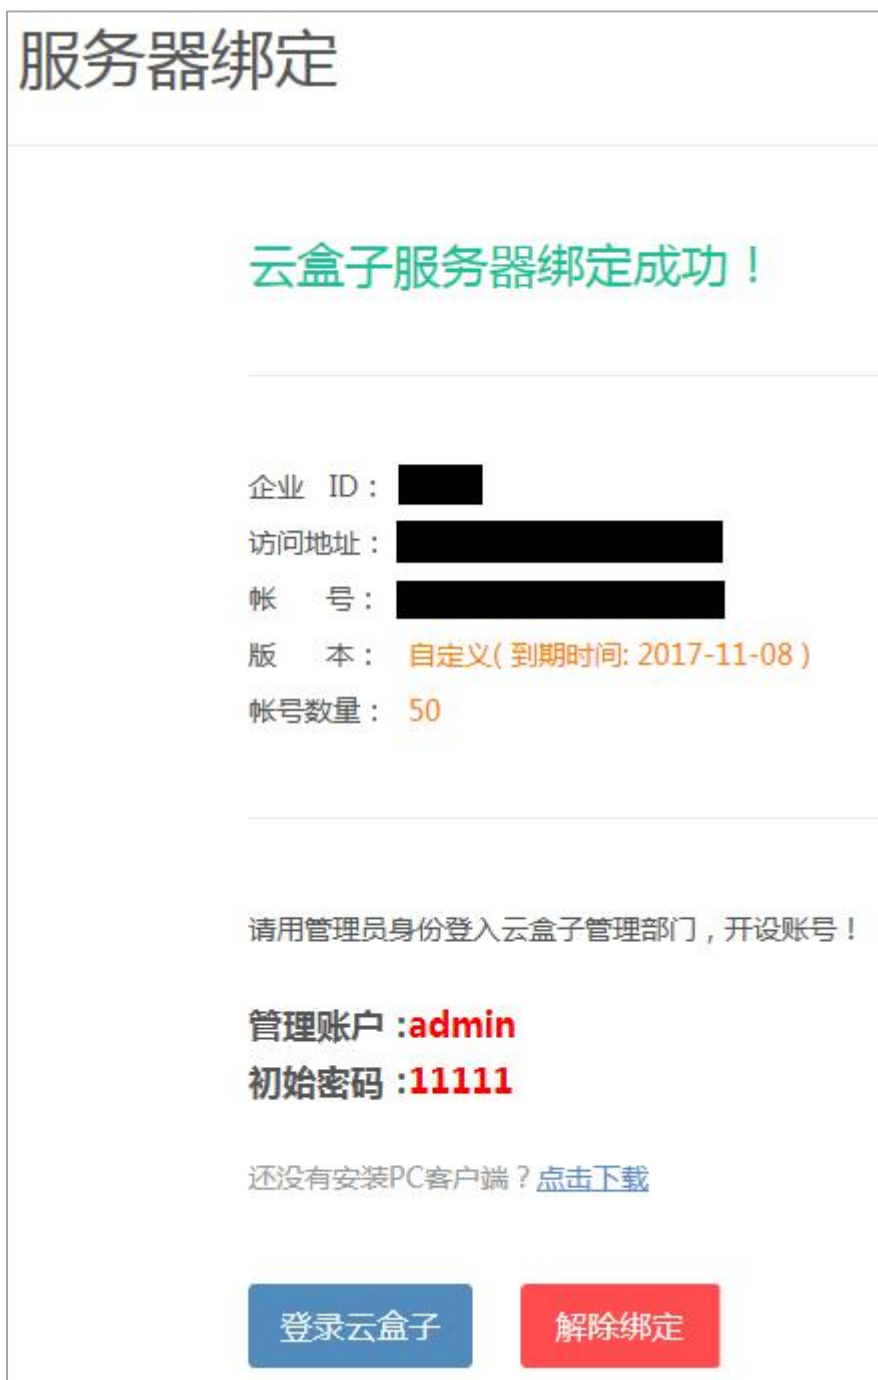 服务器绑定
云盒子服务器绑定成功！
企业 ID：
访问地址：
帐 号：
版 本： 自定义( 到期时间: 2017-11-08 )
帐号数量： 50
请用管理员身份登入云盒子管理部门，开设账号！
管理账户 :admin
初始密码 :11111
还没有安装PC客户端？点击下载
登录云盒子 解除绑定